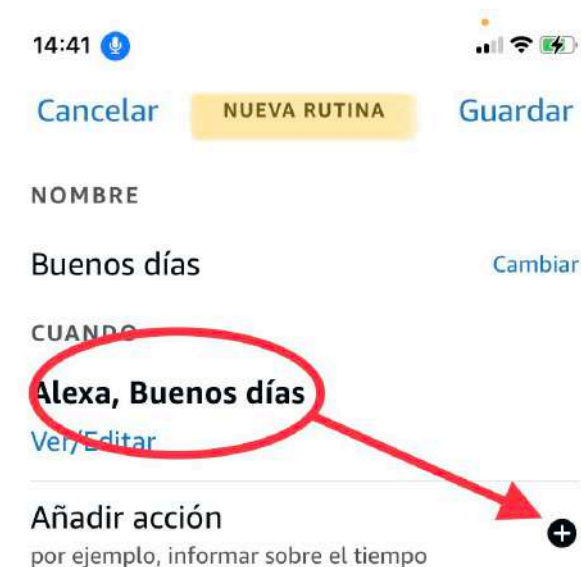 14:41
Cancelar NUEVA RUTINA Guardar
NOMBRE
Buenos días Cambiar
CUANDO
Alexa, Buenos días
Ver/Editar
Añadir acción
por ejemplo, informar sobre el tiempo